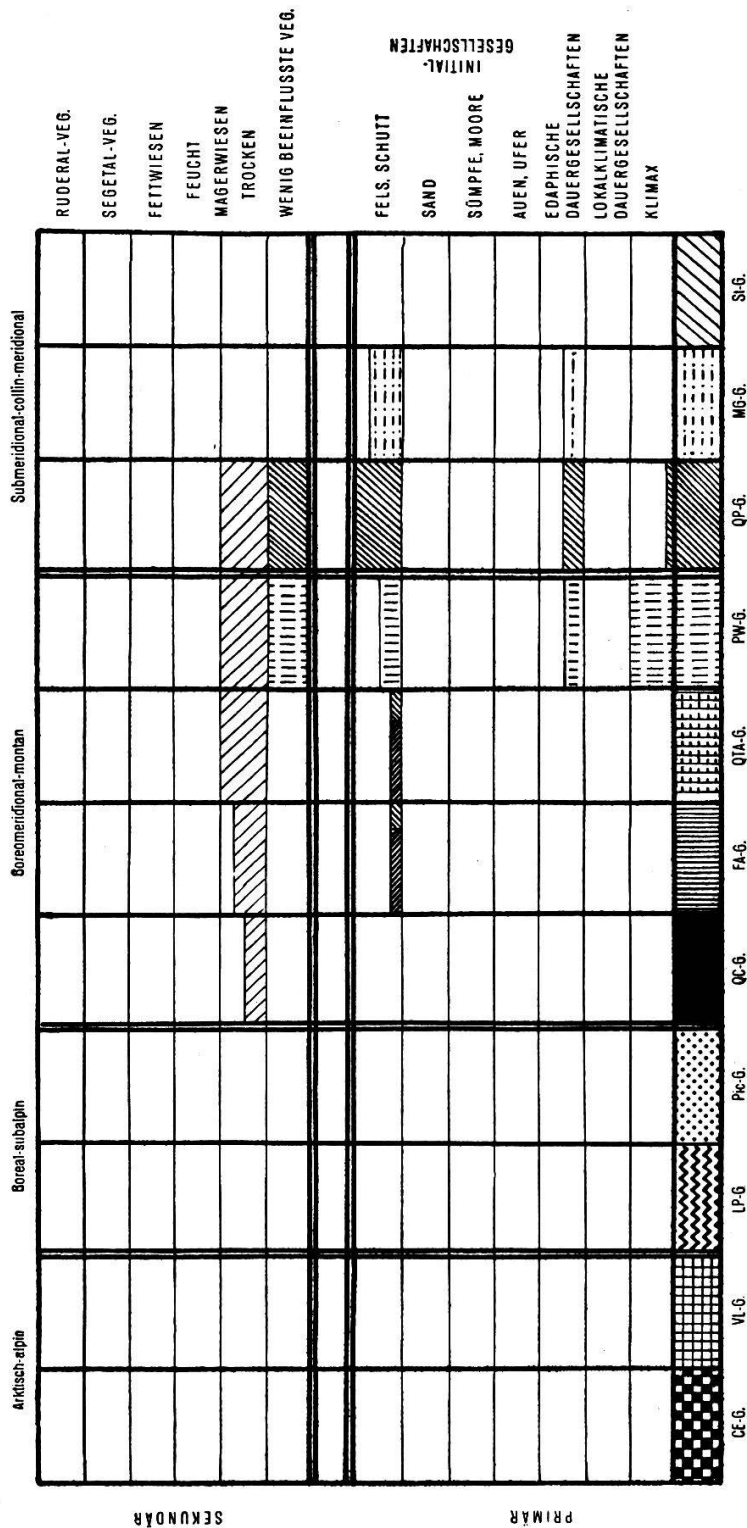 Arktisch-alpin
Boreal-subalpin
Boreomeridional-montan
Submeridional-collin-meridional
SEKUNDÄR
RUDERAL-VEG.
SEGETAL-VEG.
FETTWIESEN
FEUCHT
MAGERWIESEN
TROCKEN
WENIG BEEINFLUSSTE VEG.
PRIMÄR
FELS, SCHUTT
SAND
SÜMPFE, MOORE
AUEN, UFER
INITIAL-
GESELLSCHAFTEN
EDAPHISCHE
DAUERGESELLSCHAFTEN
LOKALKLIMATISCHE
DAUERGESELLSCHAFTEN
KLIMAX
CE-G.
VL-G.
LP-G
Pic-G.
QC-G.
FA-G.
QTA-G.
PW-G.
QP-G.
MG-G.
SI-G.